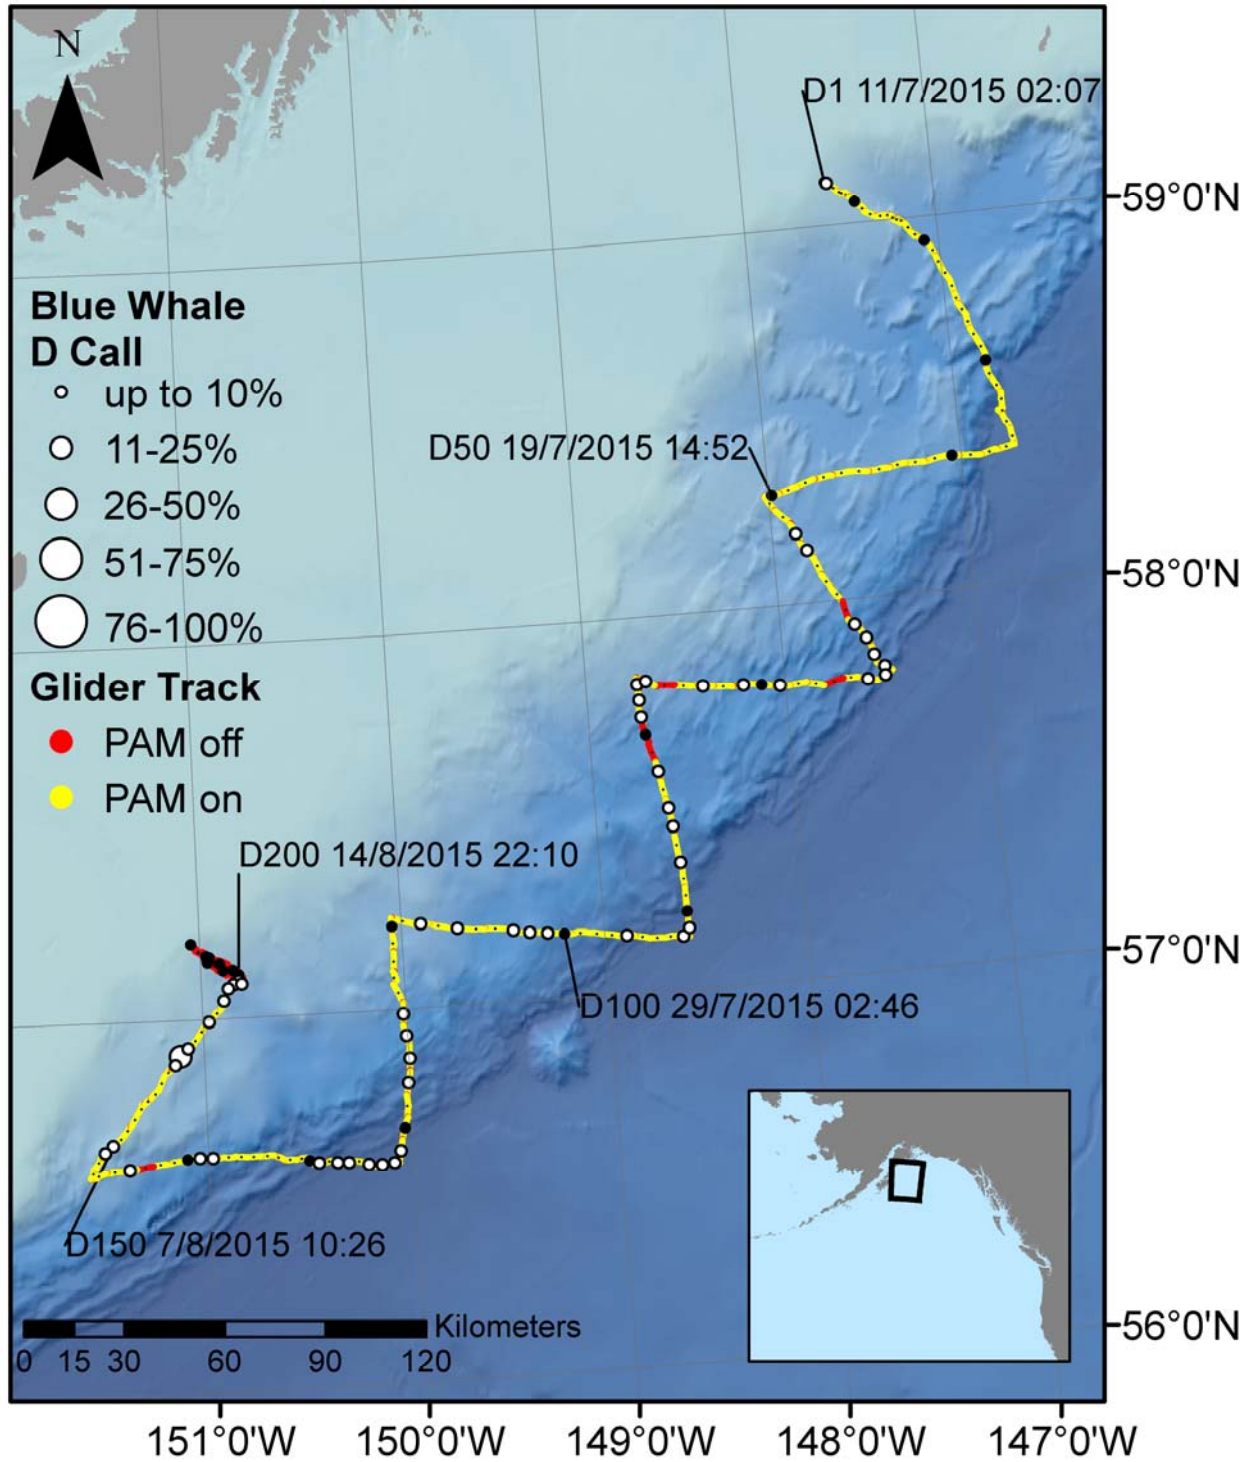 N
D1 11/7/2015 02:07
59°0'N
Blue Whale
D Call
up to 10%
11-25%
26-50%
51-75%
76-100%
D50 19/7/2015 14:52
58°0'N
Glider Track
PAM off
PAM on
D200 14/8/2015 22:10
57°0'N
D100 29/7/2015 02:46
D150 7/8/2015 10:26
56°0'N
Kilometers
0 15 30 60 90 120
151°0'W 150°0'W 149°0'W 148°0'W 147°0'W